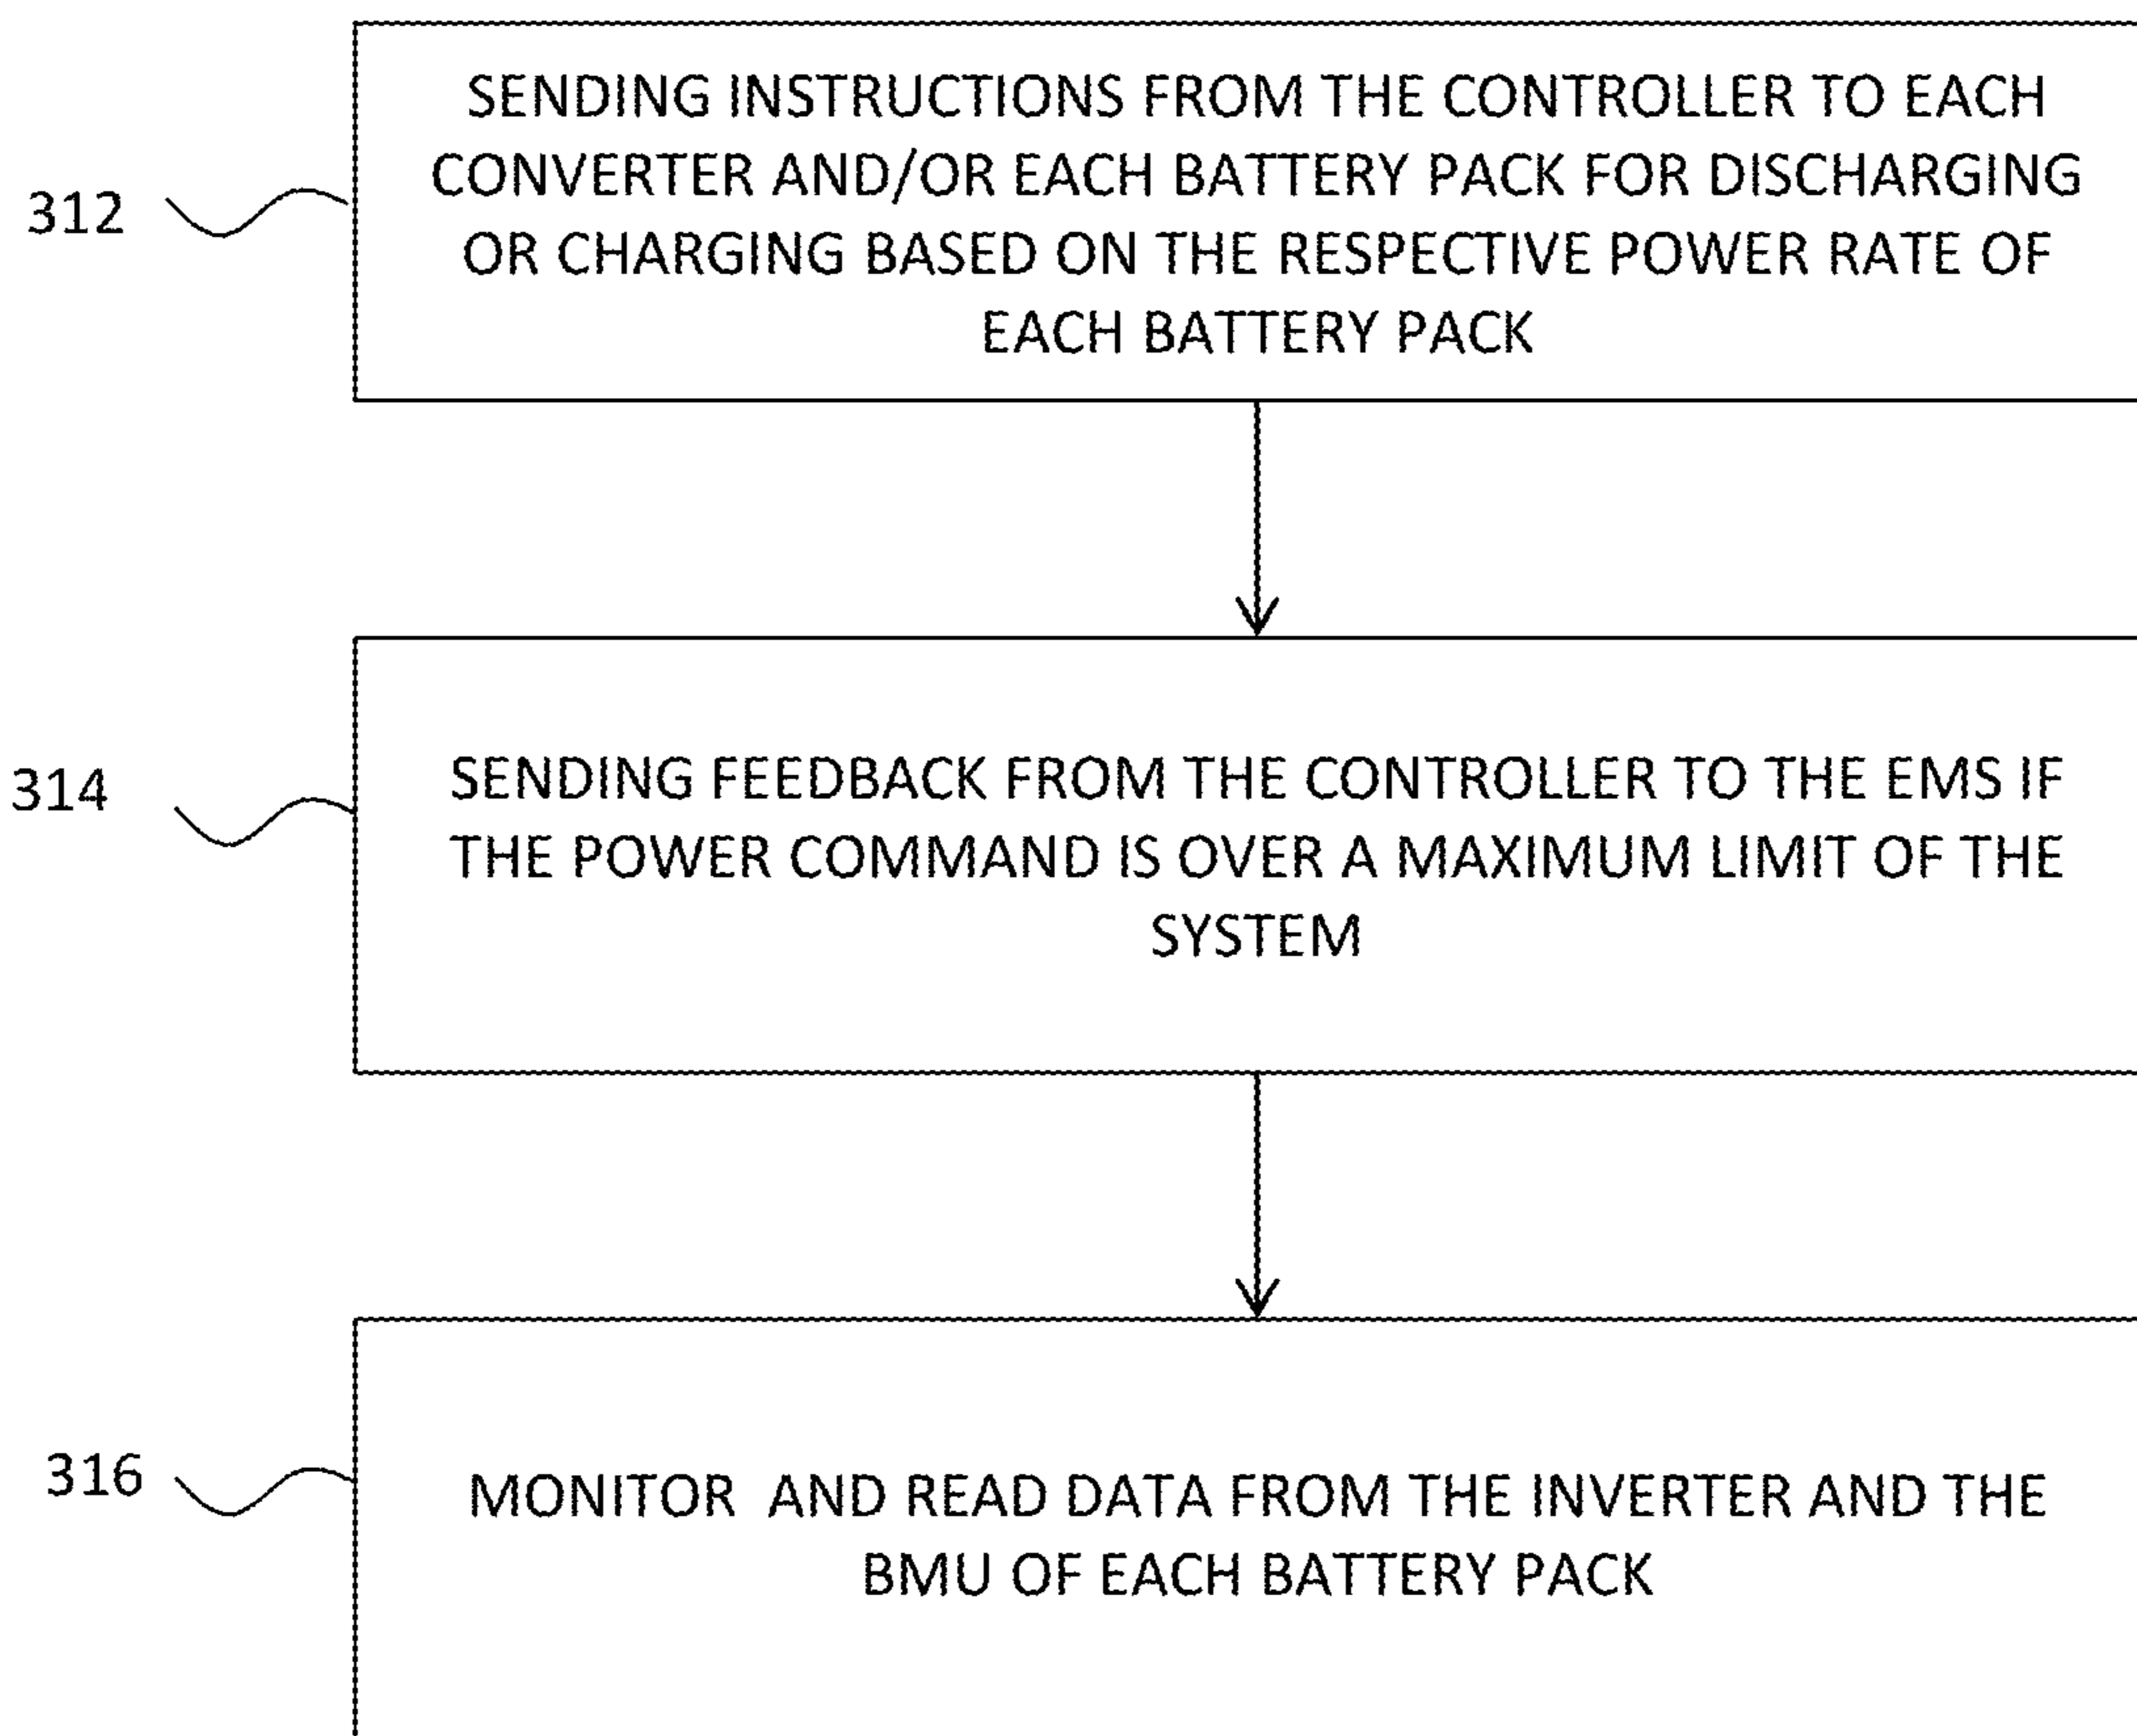 SENDING INSTRUCTIONS FROM THE CONTROLLER TO EACH
CONVERTER AND/OR EACH BATTERY PACK FOR DISCHARGING
OR CHARGING BASED ON THE RESPECTIVE POWER RATE OF
EACH BATTERY PACK
312
SENDING FEEDBACK FROM THE CONTROLLER TO THE EMS IF
THE POWER COMMAND IS OVER A MAXIMUM LIMIT OF THE
SYSTEM
314
MONITOR AND READ DATA FROM THE INVERTER AND THE
BMU OF EACH BATTERY PACK
316